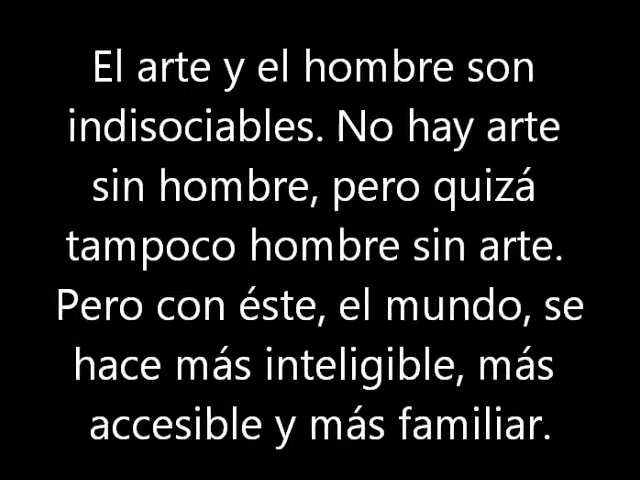 El arte y el hombre son
indisociables. No hay arte
sin hombre, pero quizá
tampoco hombre sin arte.
Pero con éste, el mundo, se
hace más inteligible, más
accesible y más familiar.